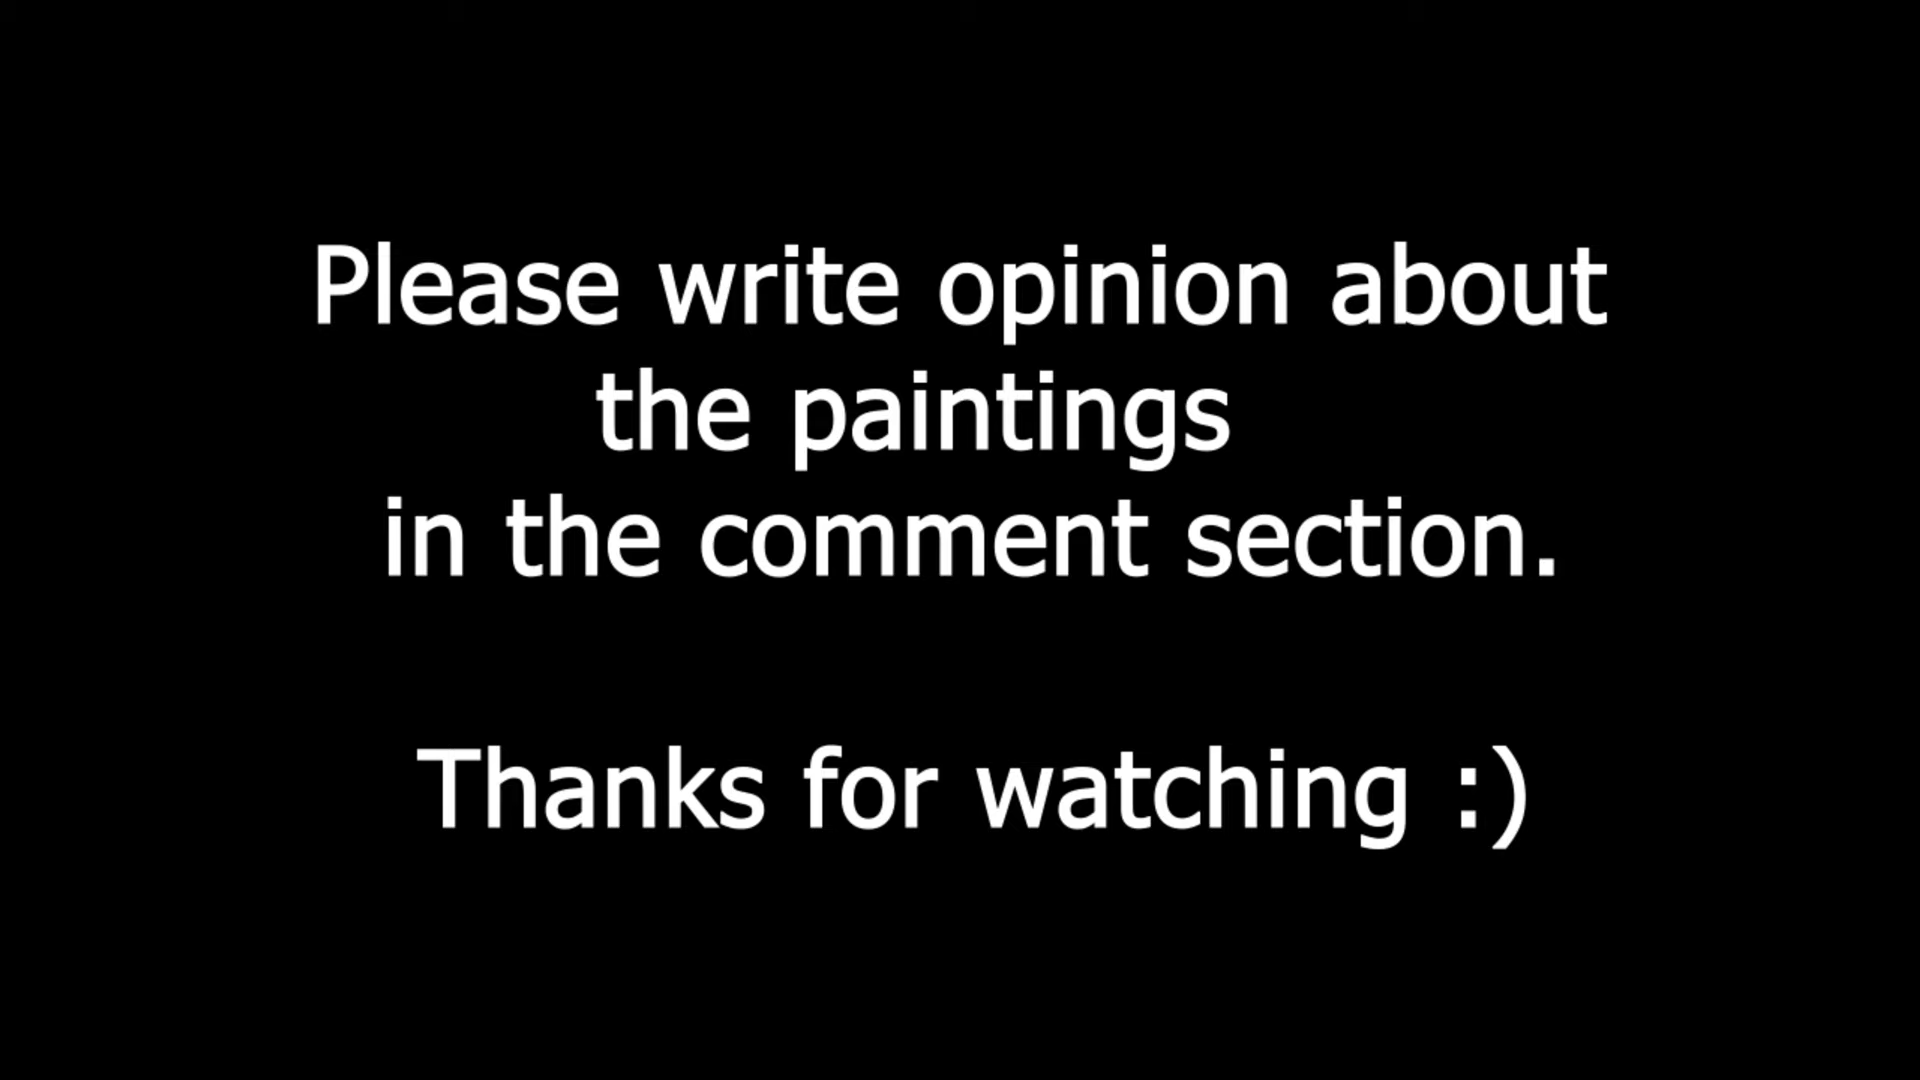 Please write opinion about
the paintings
in the comment section.
Thanks for watching :)